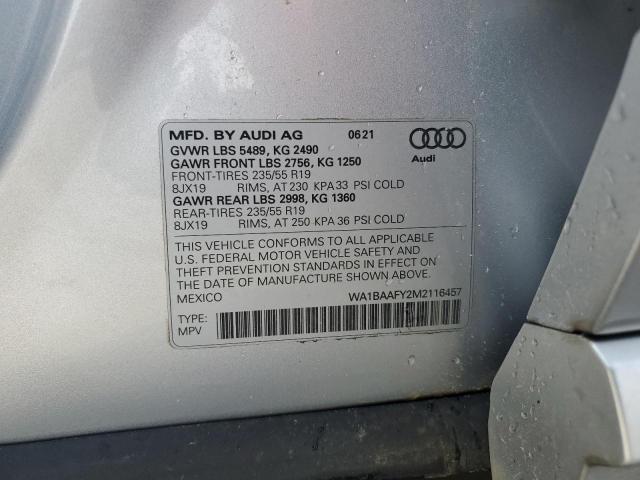 MFD. BY AUDI AG 06 21
GVWR LBS 5489, KG 2490
GAWR FRONT LBS 2756, KG 1250
FRONT-TIRES 235/55 R19
8JX19 RIMS, AT 230 KPA 33 PSI COLD
GAWR REAR LBS 2998, KG 1360
REAR-TIRES 235/55 R19
8JX19 RIMS, AT 250 KPA 36 PSI COLD
Audi
THIS VEHICLE CONFORMS TO ALL APPLICABLE
U.S. FEDERAL MOTOR VEHICLE SAFETY AND
THEFT PREVENTION STANDARDS IN EFFECT ON
THE DATE OF MANUFACTURE SHOWN ABOVE.
MEXICO WA1BAAFY2M2116457
TYPE:
MPV